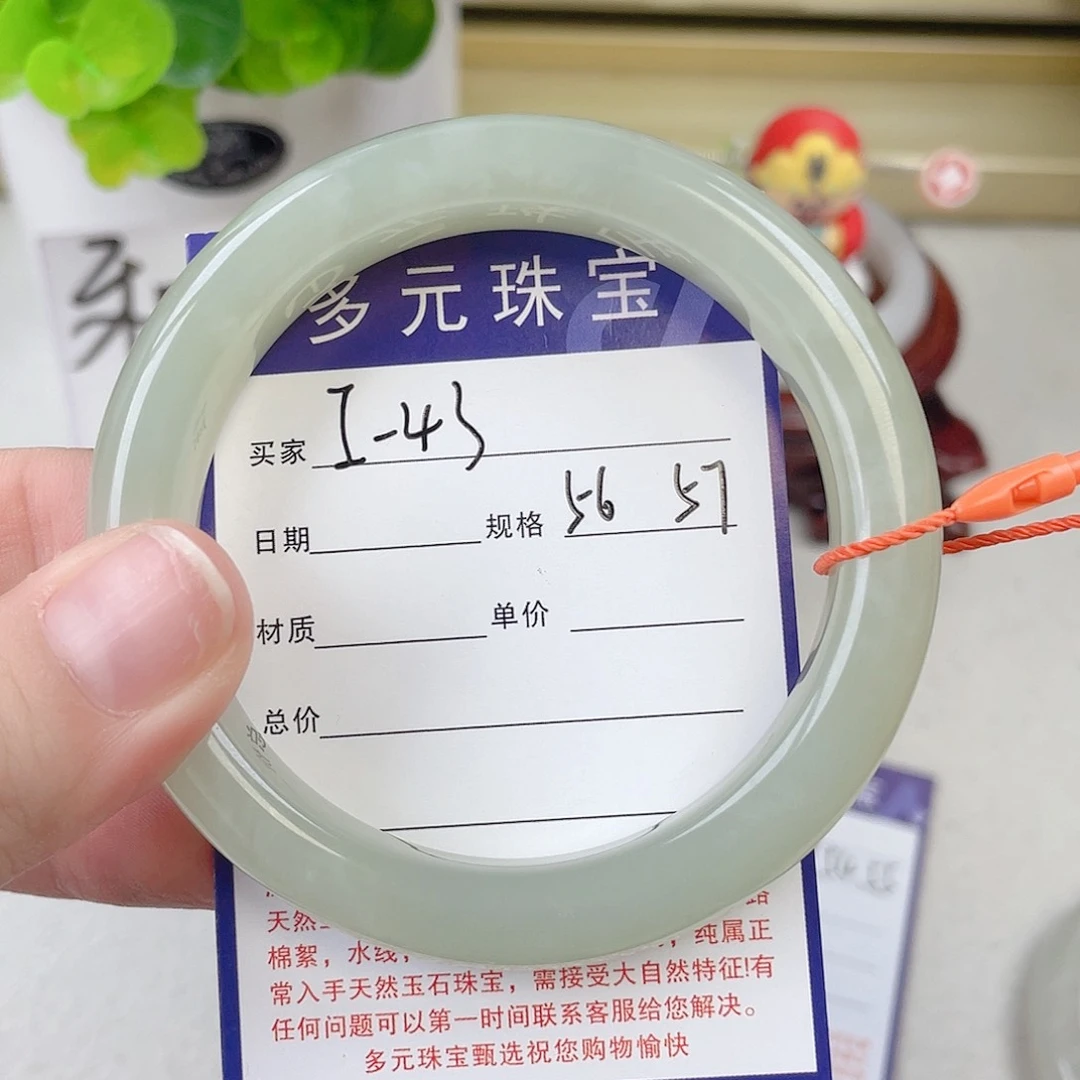 多元珠宝
买家 I-43
日期 规格 56 57
材质 单价
总价
天然
棉絮，水线， ，纯属正
常入手天然玉石珠宝，需接受大自然特征!有
任何问题可以第一时间联系客服给您解决。
多元珠宝甄选祝您购物愉快